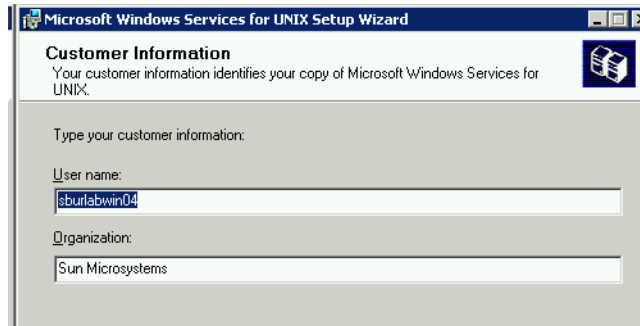 Microsoft Windows Services for UNIX Setup Wizard
Customer Information
Your customer information identifies your copy of Microsoft Windows Services for
UNIX.
Type your customer information:
User name:
sburlabwin04
Organization:
Sun Microsystems